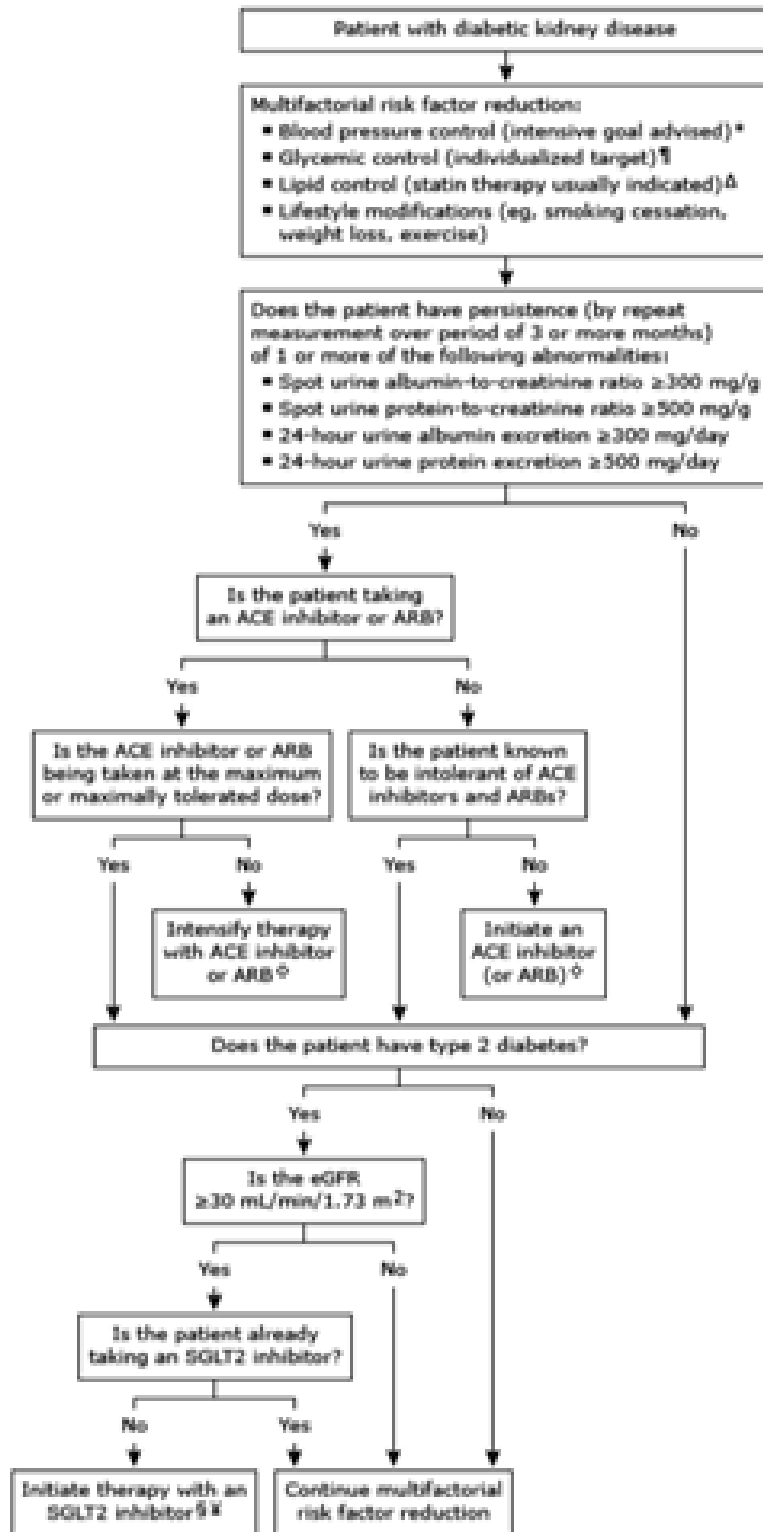 Patient with diabetic kidney disease
Multifactorial risk factor reduction:
▪ Blood pressure control (intensive goal advised)*
▪ Glycemic control (individualized target)¶
▪ Lipid control (statin therapy usually indicated)Δ
▪ Lifestyle modifications (eg, smoking cessation,
weight loss, exercise)
Does the patient have persistence (by repeat
measurement over period of 3 or more months)
of 1 or more of the following abnormalities:
▪ Spot urine albumin-to-creatinine ratio ≥300 mg/g
▪ Spot urine protein-to-creatinine ratio ≥500 mg/g
▪ 24-hour urine albumin excretion ≥300 mg/day
▪ 24-hour urine protein excretion ≥500 mg/day
Yes
No
Is the patient taking
an ACE inhibitor or ARB?
Yes
No
Is the ACE inhibitor or ARB
being taken at the maximum
or maximally tolerated dose?
Is the patient known
to be intolerant of ACE
inhibitors and ARBs?
Yes
No
Yes
No
Intensify therapy
with ACE inhibitor
or ARB◊
Initiate an
ACE inhibitor
(or ARB)◊
Does the patient have type 2 diabetes?
Yes
No
Is the eGFR
≥30 mL/min/1.73 m²?
Yes
No
Is the patient already
taking an SGLT2 inhibitor?
No
Yes
Initiate therapy with an
SGLT2 inhibitor§¥
Continue multifactorial
risk factor reduction